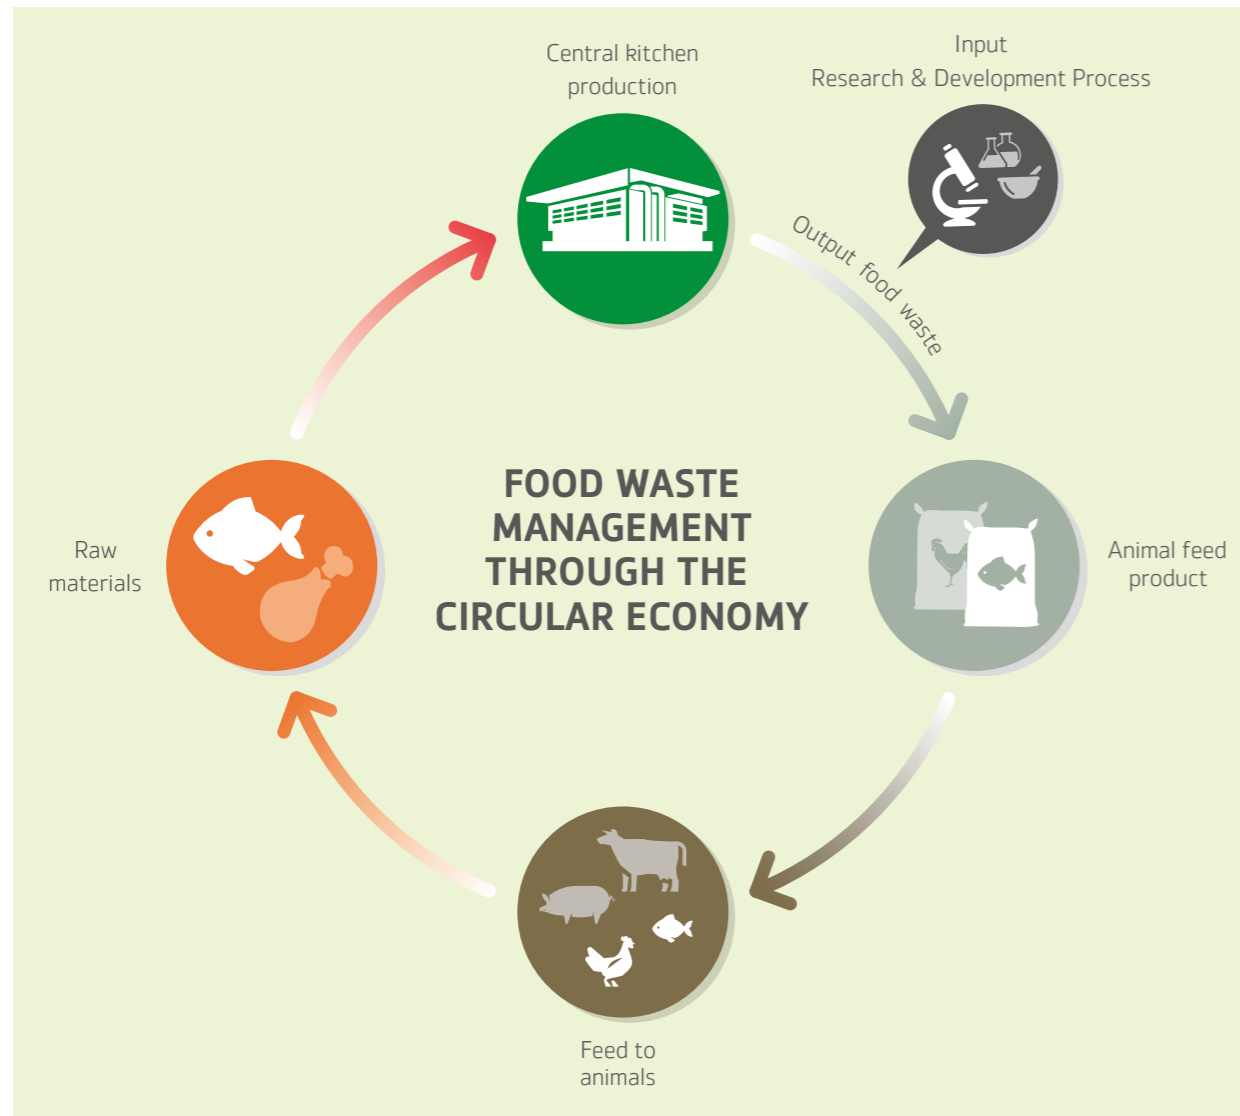 Central kitchen
production
Input
Research & Development Process
Output food waste
FOOD WASTE
MANAGEMENT
THROUGH THE
CIRCULAR ECONOMY
Raw
materials
Animal feed
product
Feed to
animals